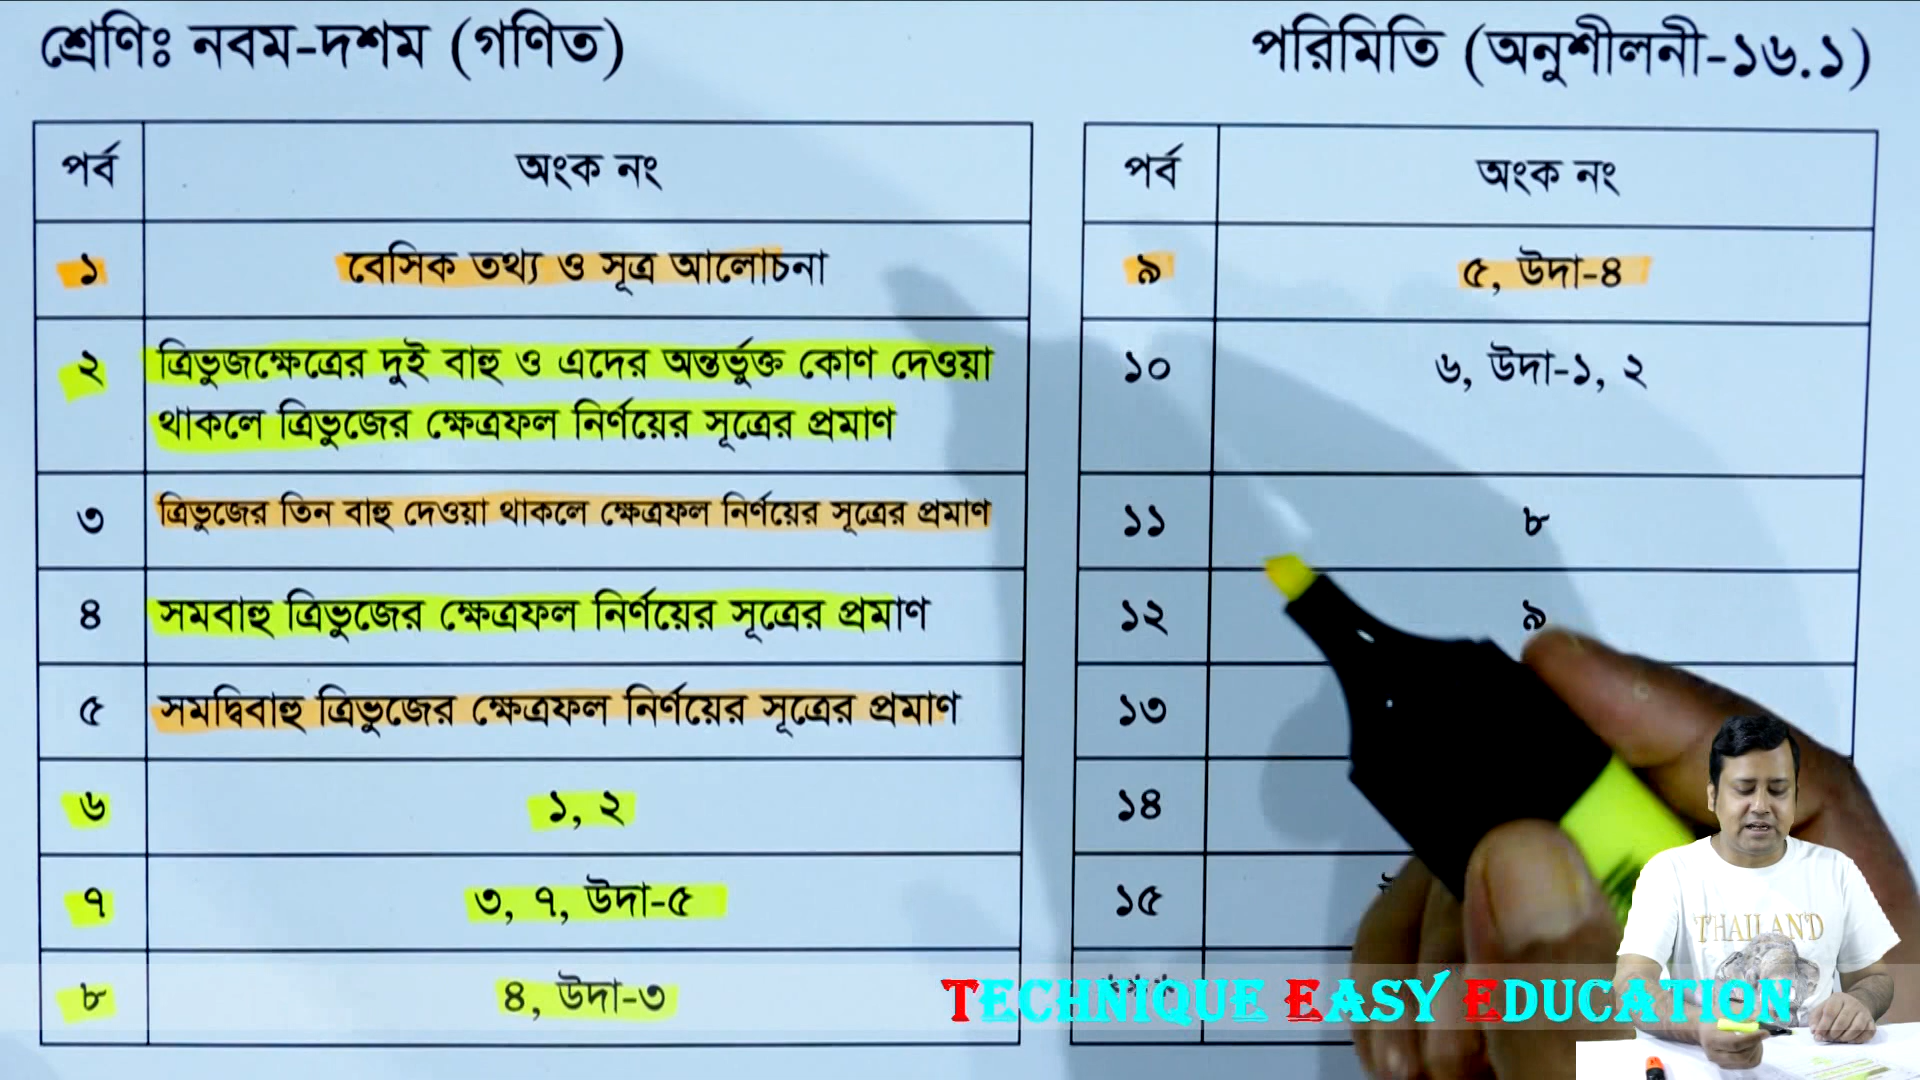 শ্রেণিঃ নবম-দশম (গণিত)
পরিমিতি (অনুশীলনী-১৬.১)
পর্ব অংক নং
১ বেসিক তথ্য ও সূত্র আলোচনা
২ ত্রিভুজক্ষেত্রের দুই বাহু ও এদের অন্তর্ভুক্ত কোণ দেওয়া
থাকলে ত্রিভুজের ক্ষেত্রফল নির্ণয়ের সূত্রের প্রমাণ
৩ ত্রিভুজের তিন বাহু দেওয়া থাকলে ক্ষেত্রফল নির্ণয়ের সূত্রের প্রমাণ
৪ সমবাহু ত্রিভুজের ক্ষেত্রফল নির্ণয়ের সূত্রের প্রমাণ
৫ সমদ্বিবাহু ত্রিভুজের ক্ষেত্রফল নির্ণয়ের সূত্রের প্রমাণ
৬ ১, ২
৭ ৩, ৭, উদা-৫
৮ ৪, উদা-৩
পর্ব অংক নং
৯ ৫, উদা-৪
১০ ৬, উদা-১, ২
১১ ৮
১২ ৯
১৩
১৪
১৫
TECHNIQUE EASY EDUCATION
THAILAND